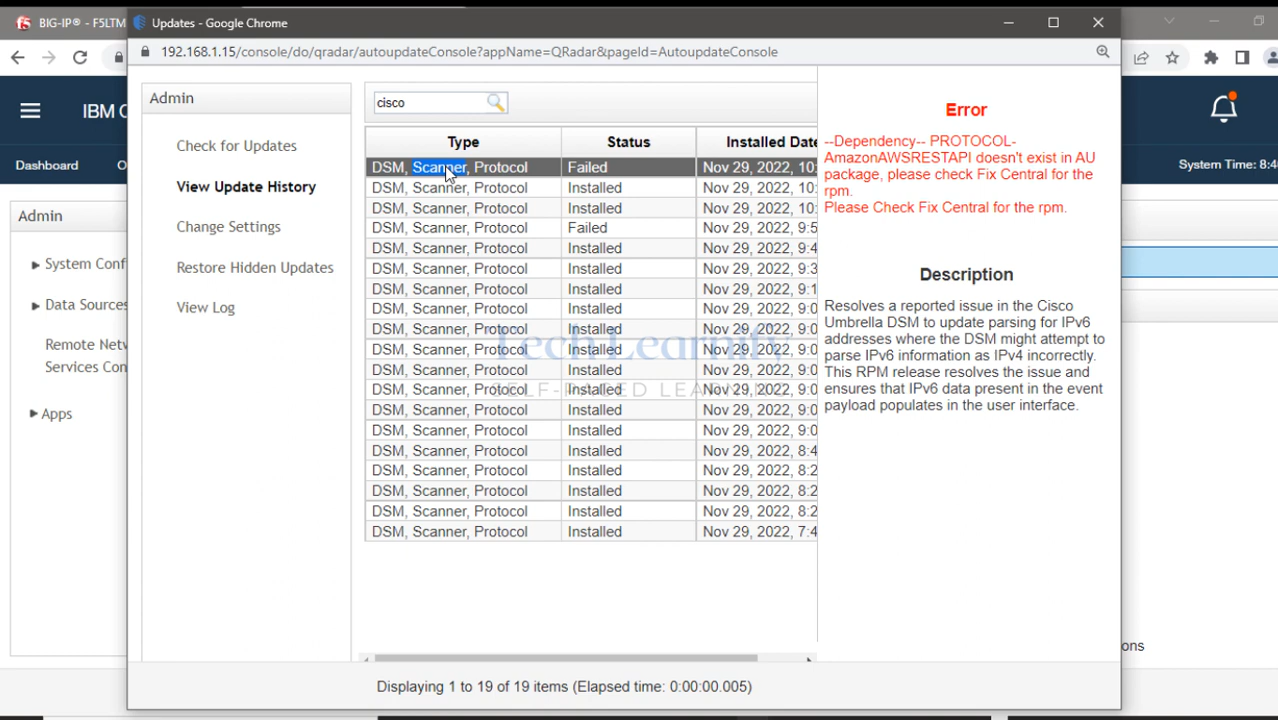 BIG-IP® - F5LTM
Updates - Google Chrome
192.168.1.15/console/do/qradar/autoupdateConsole?appName=QRadar&pageId=AutoupdateConsole
IBM
Dashboard
System Time: 8:4
Admin
System Conf
Data Sources
Remote Net
Services Con
Apps
Admin
Check for Updates
View Update History
Change Settings
Restore Hidden Updates
View Log
cisco
Type Status Installed Date
DSM, Scanner, Protocol Failed Nov 29, 2022, 10:
DSM, Scanner, Protocol Installed Nov 29, 2022, 10:
DSM, Scanner, Protocol Installed Nov 29, 2022, 10:
DSM, Scanner, Protocol Failed Nov 29, 2022, 9:5
DSM, Scanner, Protocol Installed Nov 29, 2022, 9:4
DSM, Scanner, Protocol Installed Nov 29, 2022, 9:3
DSM, Scanner, Protocol Installed Nov 29, 2022, 9:1
DSM, Scanner, Protocol Installed Nov 29, 2022, 9:0
DSM, Scanner, Protocol Installed Nov 29, 2022, 9:0
DSM, Scanner, Protocol Installed Nov 29, 2022, 9:0
DSM, Scanner, Protocol Installed Nov 29, 2022, 9:0
DSM, Scanner, Protocol Installed Nov 29, 2022, 9:0
DSM, Scanner, Protocol Installed Nov 29, 2022, 9:0
DSM, Scanner, Protocol Installed Nov 29, 2022, 9:0
DSM, Scanner, Protocol Installed Nov 29, 2022, 8:4
DSM, Scanner, Protocol Installed Nov 29, 2022, 8:2
DSM, Scanner, Protocol Installed Nov 29, 2022, 8:2
DSM, Scanner, Protocol Installed Nov 29, 2022, 8:2
DSM, Scanner, Protocol Installed Nov 29, 2022, 7:4
Tech Learnify
SELF-PACED LEARNING
Error
--Dependency-- PROTOCOL-
AmazonAWSRESTAPI doesn't exist in AU
package, please check Fix Central for the
rpm.
Please Check Fix Central for the rpm.
Description
Resolves a reported issue in the Cisco
Umbrella DSM to update parsing for IPv6
addresses where the DSM might attempt to
parse IPv6 information as IPv4 incorrectly.
This RPM release resolves the issue and
ensures that IPv6 data present in the event
payload populates in the user interface.
ons
Displaying 1 to 19 of 19 items (Elapsed time: 0:00:00.005)